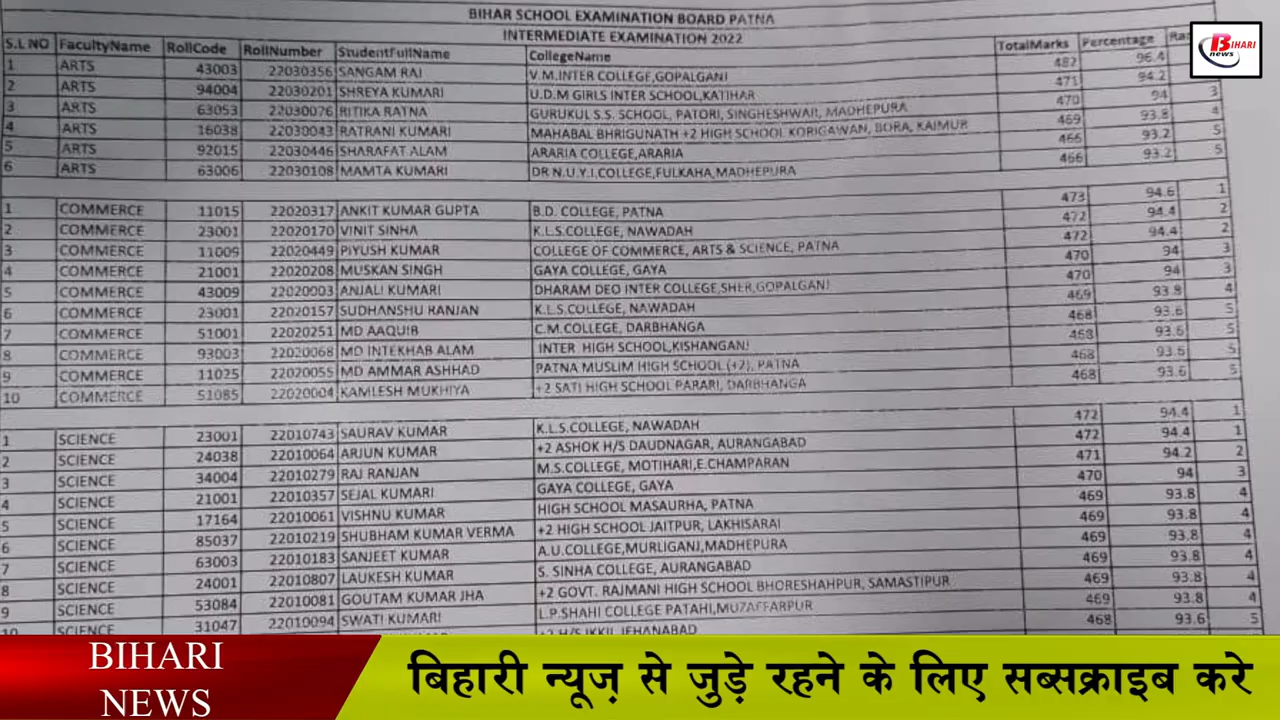 BIHAR SCHOOL EXAMINATION BOARD PATNA
INTERMEDIATE EXAMINATION 2022
S.L NO FacultyName RollCode RollNumber StudentFullName CollegeName TotalMarks Percentage
1 ARTS 43003 22030356 SANGAM RAJ V.M.INTER COLLEGE,GOPALGANJ 482 96.4
2 ARTS 94004 22030201 SHREYA KUMARI U.D.M GIRLS INTER SCHOOL,KATIHAR 471 94.2
3 ARTS 63053 22030076 RITIKA RATNA GURUKUL S.S. SCHOOL, PATORI, SINGHESHWAR, MADHEPURA 470 94 3
4 ARTS 16038 22030043 RATRANI KUMARI MAHABAL BHRIGUNATH +2 HIGH SCHOOL KORIGAWAN, BORA, KAIMUR 469 93.8 4
5 ARTS 92015 22030446 SHARAFAT ALAM ARARIA COLLEGE,ARARIA 466 93.2 5
6 ARTS 63006 22030108 MAMTA KUMARI DR N.U.Y.I.COLLEGE,FULKAHA,MADHEPURA 466 93.2 5
1 COMMERCE 11015 22020317 ANKIT KUMAR GUPTA B.D. COLLEGE, PATNA 473 94.6 1
2 COMMERCE 23001 22020170 VINIT SINHA K.L.S.COLLEGE, NAWADAH 472 94.4 2
3 COMMERCE 11009 22020449 PIYUSH KUMAR COLLEGE OF COMMERCE, ARTS & SCIENCE, PATNA 472 94.4 2
4 COMMERCE 21001 22020208 MUSKAN SINGH GAYA COLLEGE, GAYA 470 94 3
5 COMMERCE 43009 22020003 ANJALI KUMARI DHARAM DEO INTER COLLEGE,SHER,GOPALGANJ 470 94 3
6 COMMERCE 23001 22020157 SUDHANSHU RANJAN K.L.S.COLLEGE, NAWADAH 469 93.8 4
7 COMMERCE 51001 22020251 MD AAQUIB C.M.COLLEGE, DARBHANGA 468 93.6 5
8 COMMERCE 93003 22020068 MD INTEKHAB ALAM INTER HIGH SCHOOL,KISHANGANJ 468 93.6 5
9 COMMERCE 11025 22020055 MD AMMAR ASHHAD PATNA MUSLIM HIGH SCHOOL (+2), PATNA 468 93.6 5
10 COMMERCE 51085 22020004 KAMLESH MUKHIYA +2 SATI HIGH SCHOOL PARARI, DARBHANGA 468 93.6 5
1 SCIENCE 23001 22010743 SAURAV KUMAR K.L.S.COLLEGE, NAWADAH 472 94.4 1
2 SCIENCE 24038 22010064 ARJUN KUMAR +2 ASHOK H/S DAUDNAGAR, AURANGABAD 472 94.4 1
3 SCIENCE 34004 22010279 RAJ RANJAN M.S.COLLEGE, MOTIHARI,E.CHAMPARAN 471 94.2 2
4 SCIENCE 21001 22010357 SEJAL KUMARI GAYA COLLEGE, GAYA 470 94 3
5 SCIENCE 17164 22010061 VISHNU KUMAR HIGH SCHOOL MASAURHA, PATNA 469 93.8 4
6 SCIENCE 85037 22010219 SHUBHAM KUMAR VERMA +2 HIGH SCHOOL JAITPUR, LAKHISARAI 469 93.8 4
7 SCIENCE 63003 22010183 SANJEET KUMAR A.U.COLLEGE,MURLIGANJ,MADHEPURA 469 93.8 4
8 SCIENCE 24001 22010807 LAUKESH KUMAR S. SINHA COLLEGE, AURANGABAD 469 93.8 4
9 SCIENCE 53084 22010081 GOUTAM KUMAR JHA +2 GOVT. RAJMANI HIGH SCHOOL BHORESHAHPUR, SAMASTIPUR 469 93.8 4
10 SCIENCE 31047 22010094 SWATI KUMARI L.P.SHAHI COLLEGE PATAHI,MUZAFFARPUR 468 93.6 5
BIHARI
news
BIHARI
NEWS
बिहारी न्यूज़ से जुड़े रहने के लिए सब्सक्राइब करे